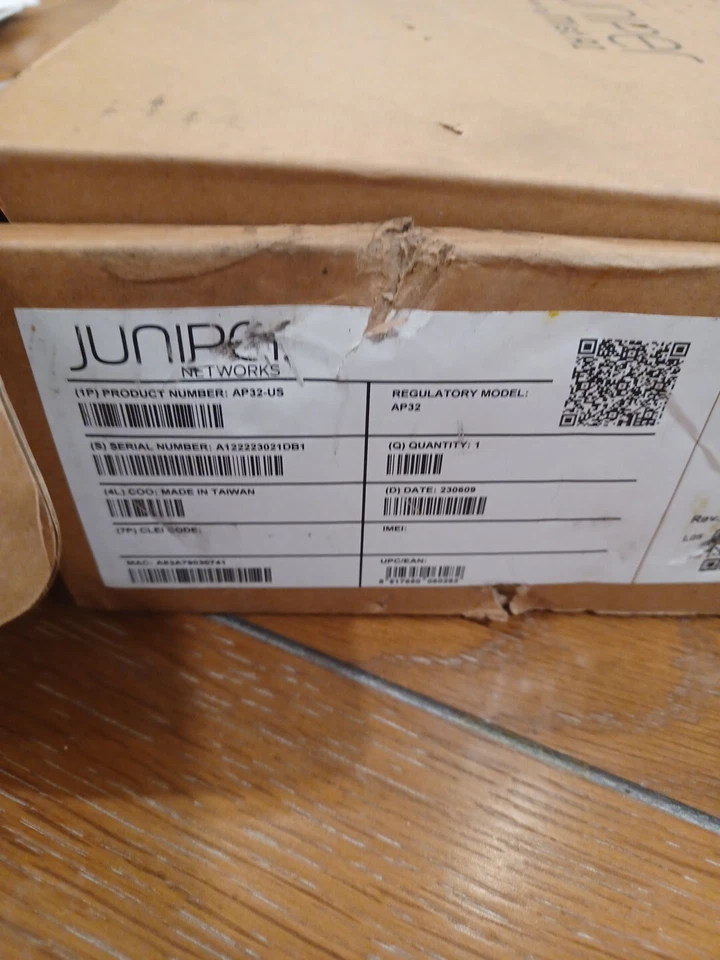 JUNIPER
NETWORKS
(1P) PRODUCT NUMBER: AP32-US
REGULATORY MODEL:
AP32
(S) SERIAL NUMBER: A122223021DB1
(Q) QUANTITY: 1
(4L) COO: MADE IN TAIWAN
(D) DATE: 230609
(7P) CLEI CODE:
IMEI:
MAC:
UPC/EAN:
Rev.